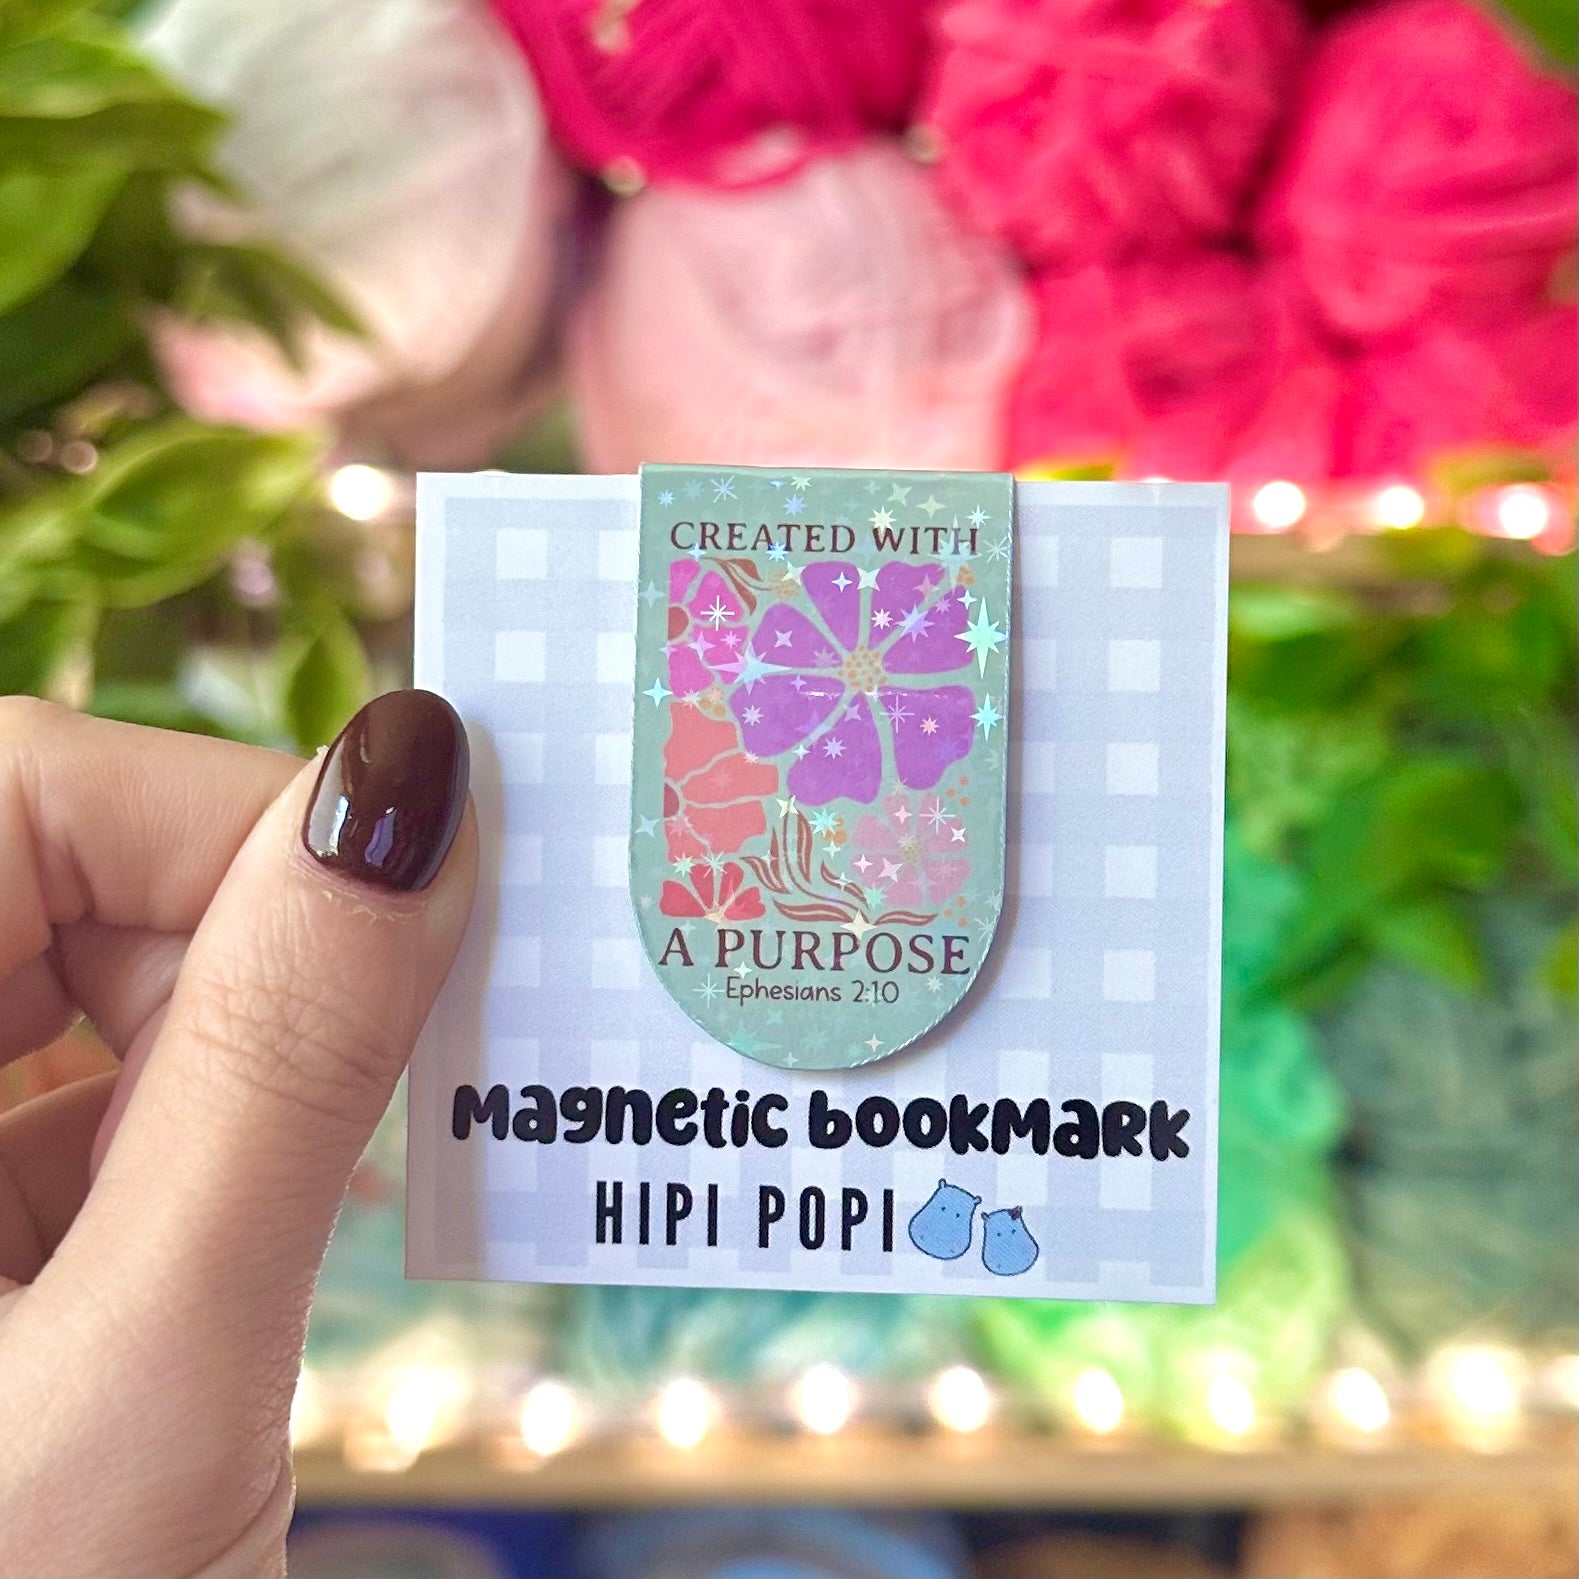 CREATED WITH
A PURPOSE
Ephesians 2:10
Magnetic bookmark
HIPI POPI